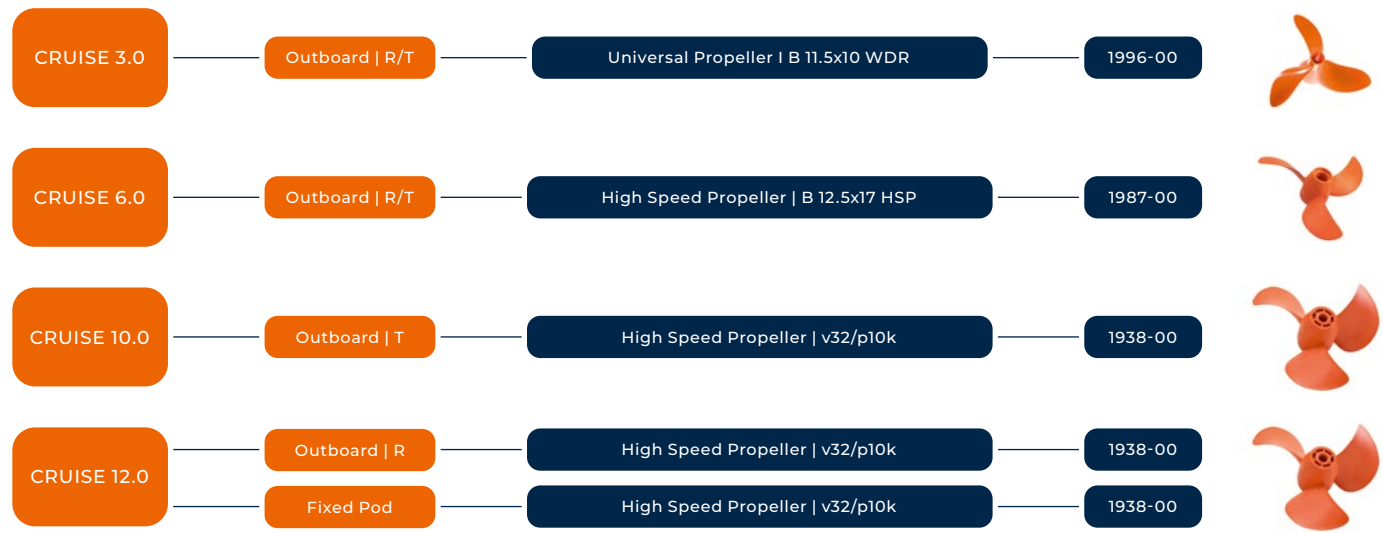 CRUISE 3.0
Outboard | R/T
Universal Propeller I B 11.5x10 WDR
1996-00
CRUISE 6.0
Outboard | R/T
High Speed Propeller | B 12.5x17 HSP
1987-00
CRUISE 10.0
Outboard | T
High Speed Propeller | v32/p10k
1938-00
CRUISE 12.0
Outboard | R
High Speed Propeller | v32/p10k
1938-00
Fixed Pod
High Speed Propeller | v32/p10k
1938-00